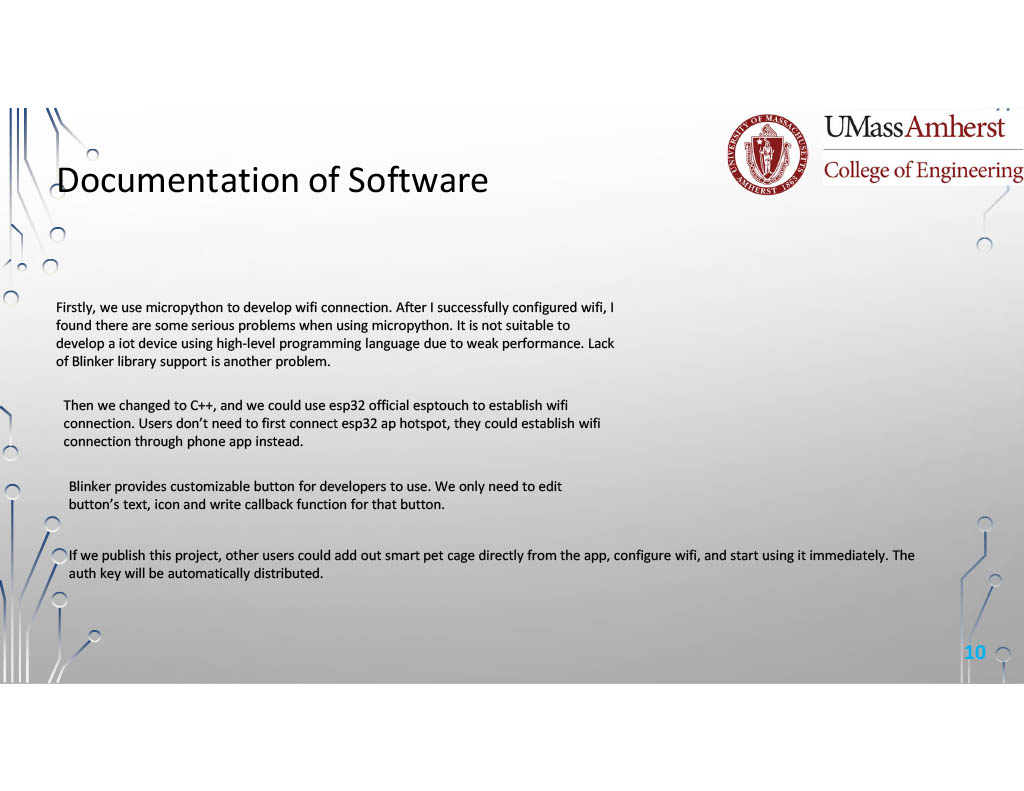 UNIVERSITY OF MASSACHUSETTS
AMHERST 1863
UMassAmherst
College of Engineering
Documentation of Software
Firstly, we use micropython to develop wifi connection. After I successfully configured wifi, I
found there are some serious problems when using micropython. It is not suitable to
develop a iot device using high-level programming language due to weak performance. Lack
of Blinker library support is another problem.
Then we changed to C++, and we could use esp32 official esptouch to establish wifi
connection. Users don’t need to first connect esp32 ap hotspot, they could establish wifi
connection through phone app instead.
Blinker provides customizable button for developers to use. We only need to edit
button’s text, icon and write callback function for that button.
If we publish this project, other users could add out smart pet cage directly from the app, configure wifi, and start using it immediately. The
auth key will be automatically distributed.
10